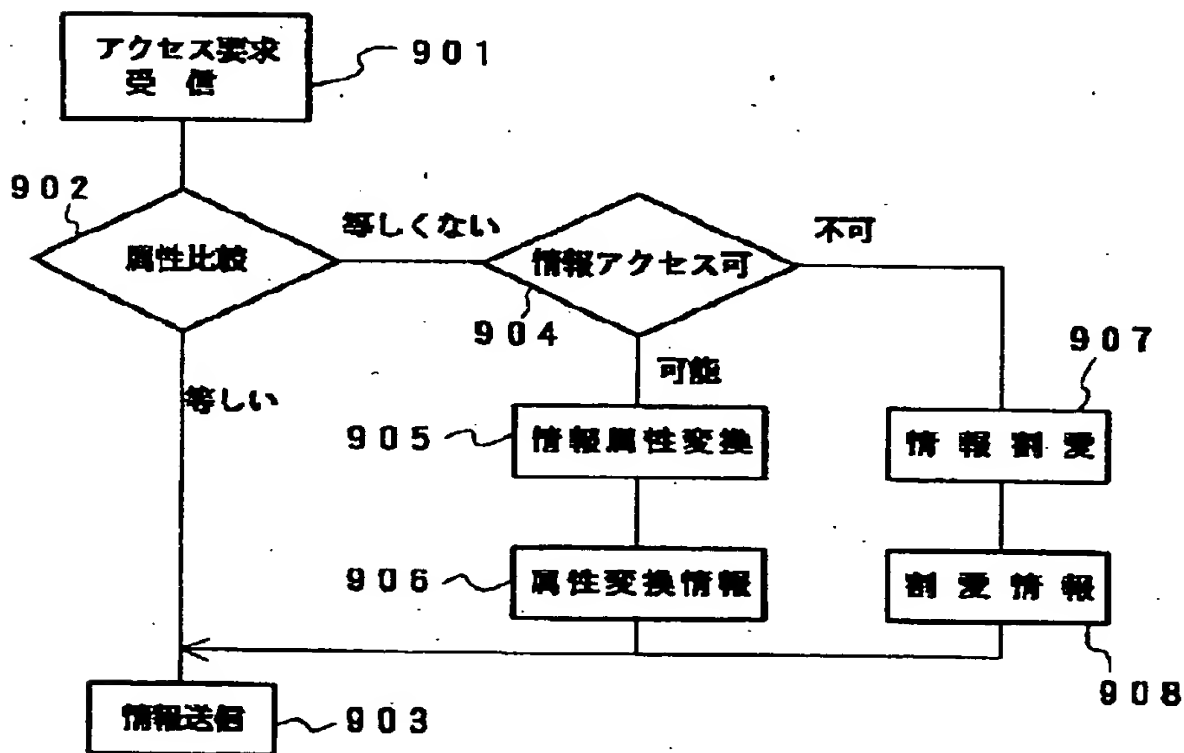 アクセス要求
受信
901
902
属性比較
等しくない
情報アクセス可
不可
904
907
等しい
可能
905
情報属性変換
情報割愛
906
属性変換情報
割愛情報
908
情報送信
903